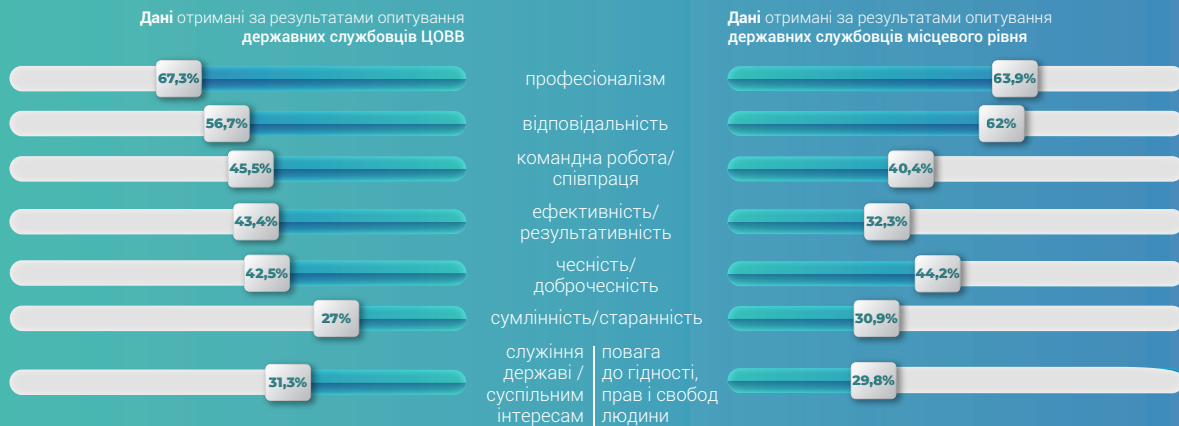 Дані отримані за результатами опитування
державних службовців ЦОВВ
Дані отримані за результатами опитування
державних службовців місцевого рівня
67,3%
професіоналізм
63,9%
56,7%
відповідальність
62%
45,5%
командна робота/
співпраця
40,4%
43,4%
ефективність/
результативність
32,3%
42,5%
чесність/
доброчесність
44,2%
27%
сумлінність/старанність
30,9%
31,3%
служіння
державі /
суспільним
інтересам
повага
до гідності,
прав і свобод
людини
29,8%